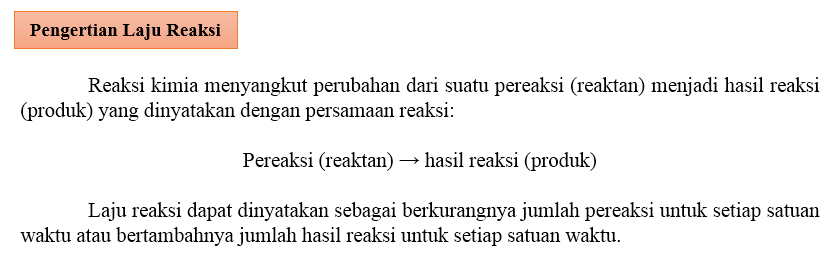 Pengertian Laju Reaksi
Reaksi kimia menyangkut perubahan dari suatu pereaksi (reaktan) menjadi hasil reaksi
(produk) yang dinyatakan dengan persamaan reaksi:
Pereaksi (reaktan) → hasil reaksi (produk)
Laju reaksi dapat dinyatakan sebagai berkurangnya jumlah pereaksi untuk setiap satuan
waktu atau bertambahnya jumlah hasil reaksi untuk setiap satuan waktu.